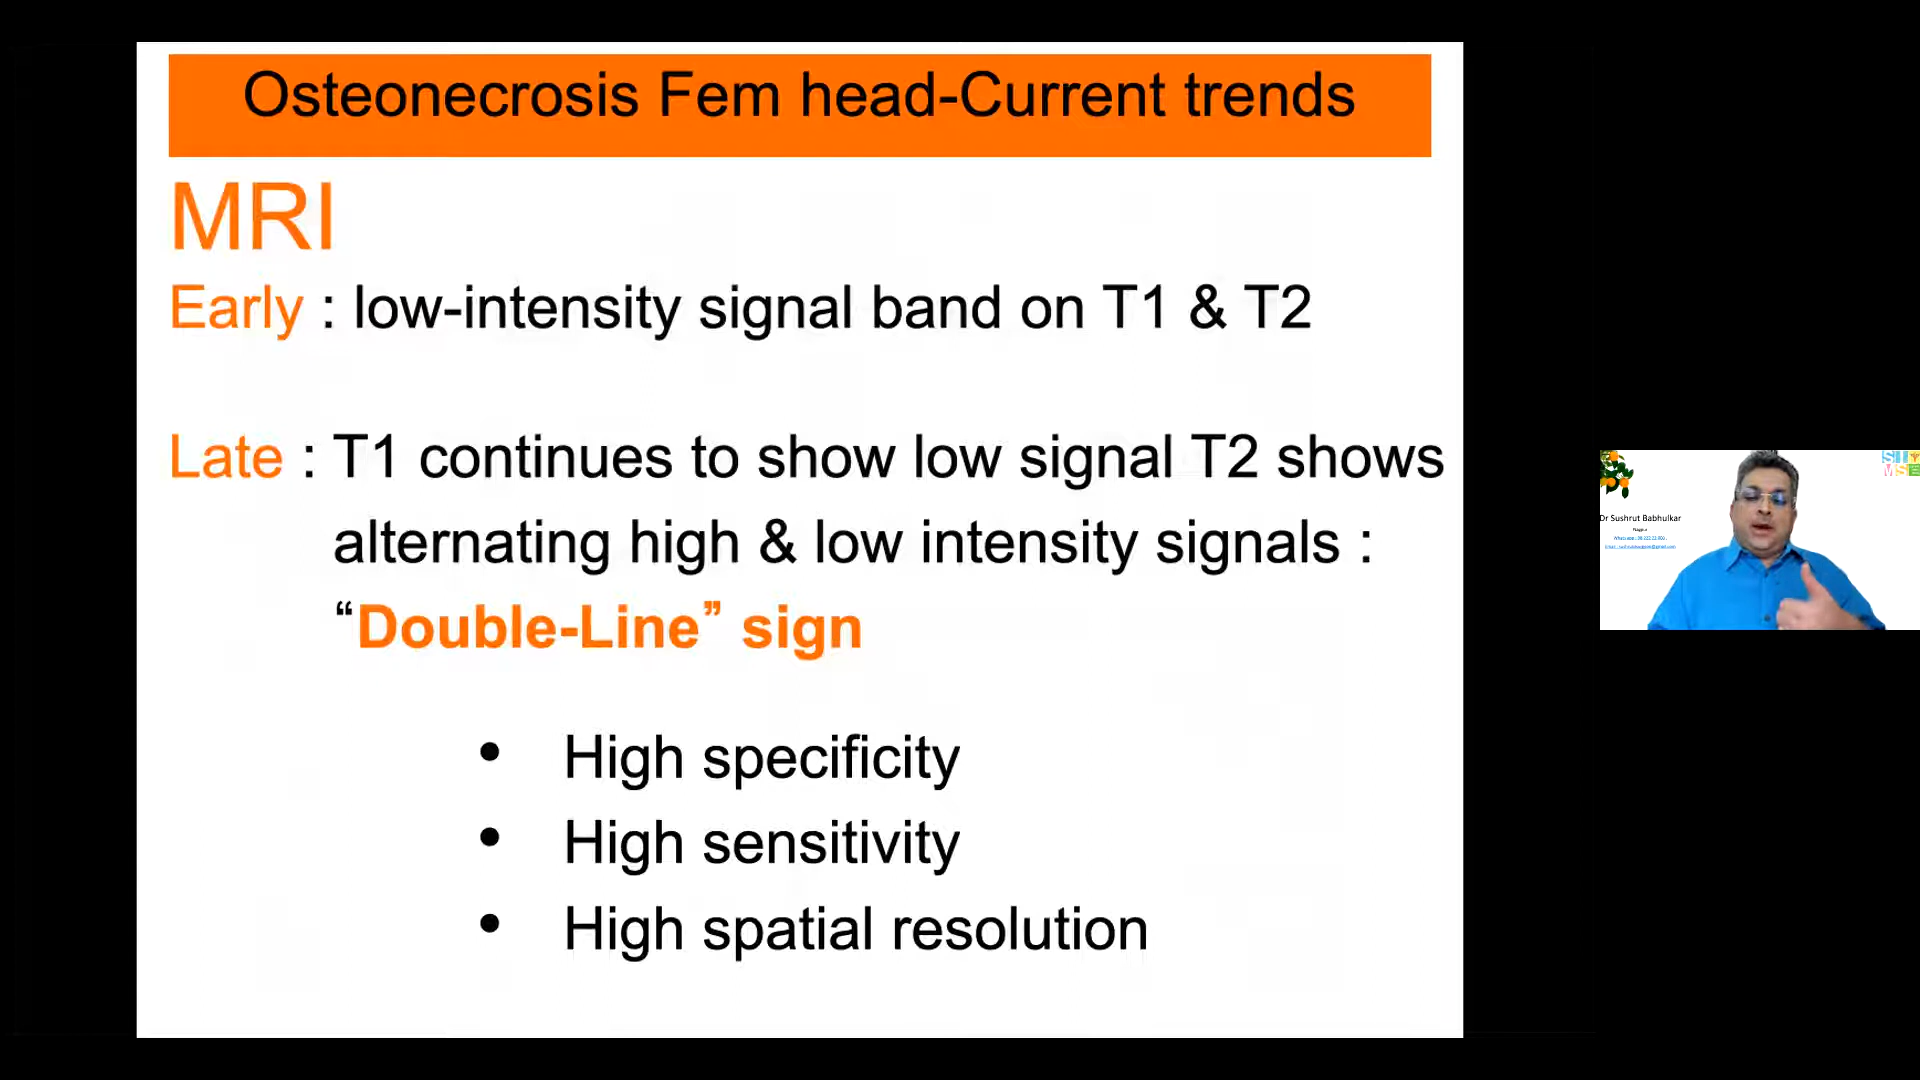 Osteonecrosis Fem head-Current trends
MRI
Early : low-intensity signal band on T1 & T2
Late : T1 continues to show low signal T2 shows
alternating high & low intensity signals :
“Double-Line” sign
• High specificity
• High sensitivity
• High spatial resolution
Dr Sushrut Babhulkar
Nagpur